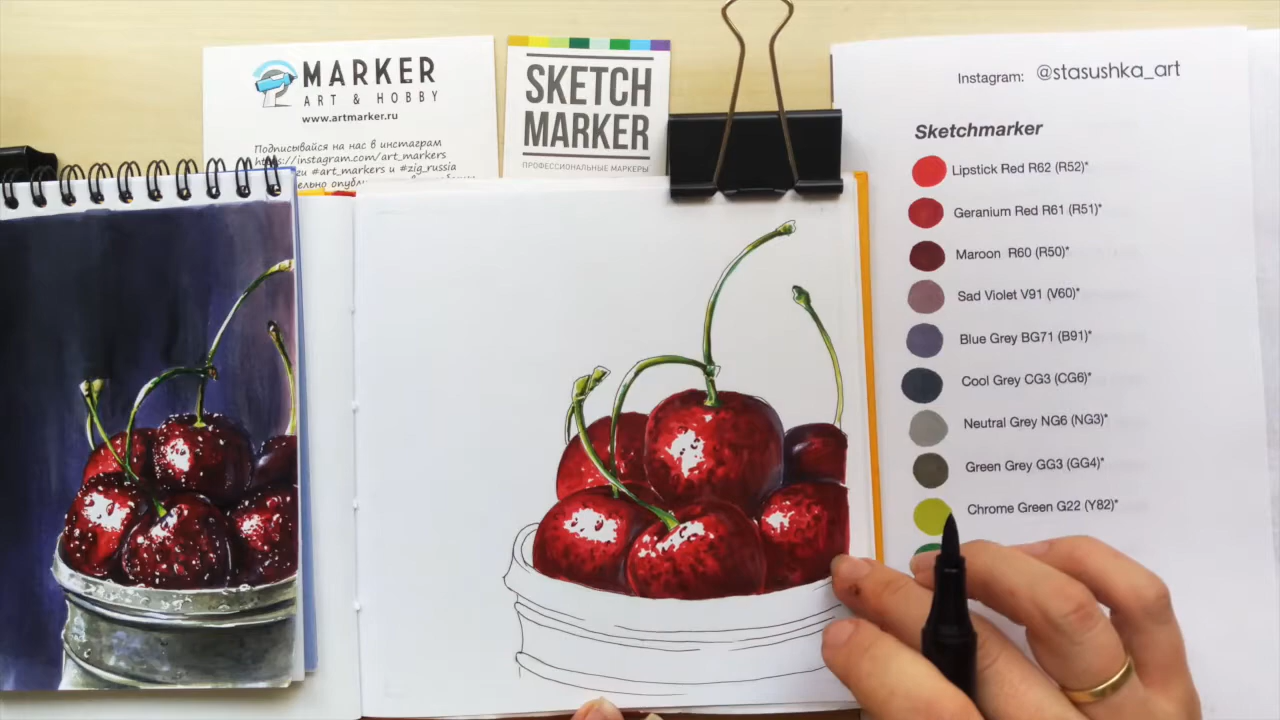 MARKER
ART & HOBBY
www.artmarker.ru
Подписывайся на нас в инстаграм
https://instagram.com/art_markers
#art_markers и #zig_russia
SKETCH
MARKER
ПРОФЕССИОНАЛЬНЫЕ МАРКЕРЫ
Instagram: @stasushka_art
Sketchmarker
Lipstick Red R62 (R52)*
Geranium Red R61 (R51)*
Maroon R60 (R50)*
Sad Violet V91 (V60)*
Blue Grey BG71 (B91)*
Cool Grey CG3 (CG6)*
Neutral Grey NG6 (NG3)*
Green Grey GG3 (GG4)*
Chrome Green G22 (Y82)*